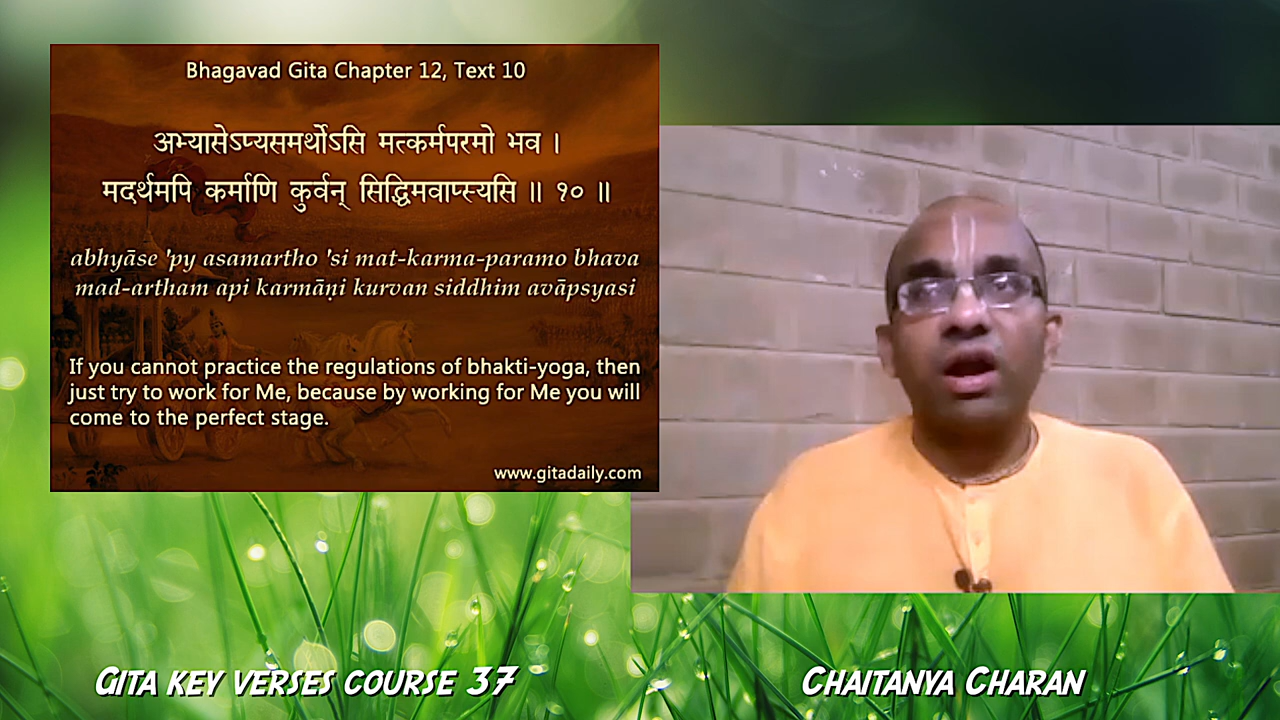 Bhagavad Gita Chapter 12, Text 10
अभ्यासेऽप्यसमर्थोऽसि मत्कर्मपरमो भव ।
मदर्थमपि कर्माणि कुर्वन् सिद्धिमवाप्स्यसि ॥ १० ॥
abhyāse 'py asamartho 'si mat-karma-paramo bhava
mad-artham api karmāṇi kurvan siddhim avāpsyasi
If you cannot practice the regulations of bhakti-yoga, then
just try to work for Me, because by working for Me you will
come to the perfect stage.
www.gitadaily.com
GITA KEY VERSES COURSE 37
CHAITANYA CHARAN